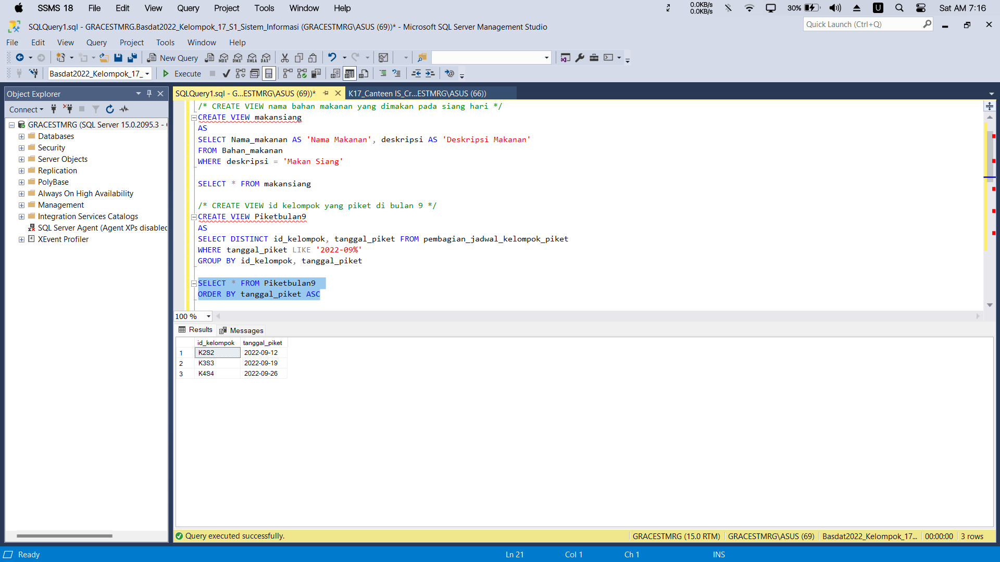 SSMS 18 File Edit View Query Project Tools Window Help 0.0KB/s 0.0KB/s 30% U Sat AM 7:16
SQLQuery1.sql - GRACESTMRG.Basdat2022_Kelompok_17_S1_Sistem_Informasi (GRACESTMRG\ASUS (69))* - Microsoft SQL Server Management Studio
Quick Launch (Ctrl+Q)
File Edit View Query Project Tools Window Help
New Query MDX DMX XMLA DAX
Basdat2022_Kelompok_17_ Execute
Object Explorer
Connect
GRACESTMRG (SQL Server 15.0.2095.3 -
Databases
Security
Server Objects
Replication
PolyBase
Always On High Availability
Management
Integration Services Catalogs
SQL Server Agent (Agent XPs disabled
XEvent Profiler
SQLQuery1.sql - G...ESTMRG\ASUS (69))* K17_Canteen IS_Cr...ESTMRG\ASUS (66))
/* CREATE VIEW nama bahan makanan yang dimakan pada siang hari */
CREATE VIEW makansiang
AS
SELECT Nama_makanan AS 'Nama Makanan', deskripsi AS 'Deskripsi Makanan'
FROM Bahan_makanan
WHERE deskripsi = 'Makan Siang'
SELECT * FROM makansiang
/* CREATE VIEW id kelompok yang piket di bulan 9 */
CREATE VIEW Piketbulan9
AS
SELECT DISTINCT id_kelompok, tanggal_piket FROM pembagian_jadwal_kelompok_piket
WHERE tanggal_piket LIKE '2022-09%'
GROUP BY id_kelompok, tanggal_piket
SELECT * FROM Piketbulan9
ORDER BY tanggal_piket ASC
100 %
Results Messages
id_kelompok tanggal_piket
1 K2S2 2022-09-12
2 K3S3 2022-09-19
3 K4S4 2022-09-26
Query executed successfully. GRACESTMRG (15.0 RTM) GRACESTMRG\ASUS (69) Basdat2022_Kelompok_17... 00:00:00 3 rows
Ready Ln 21 Col 1 Ch 1 INS